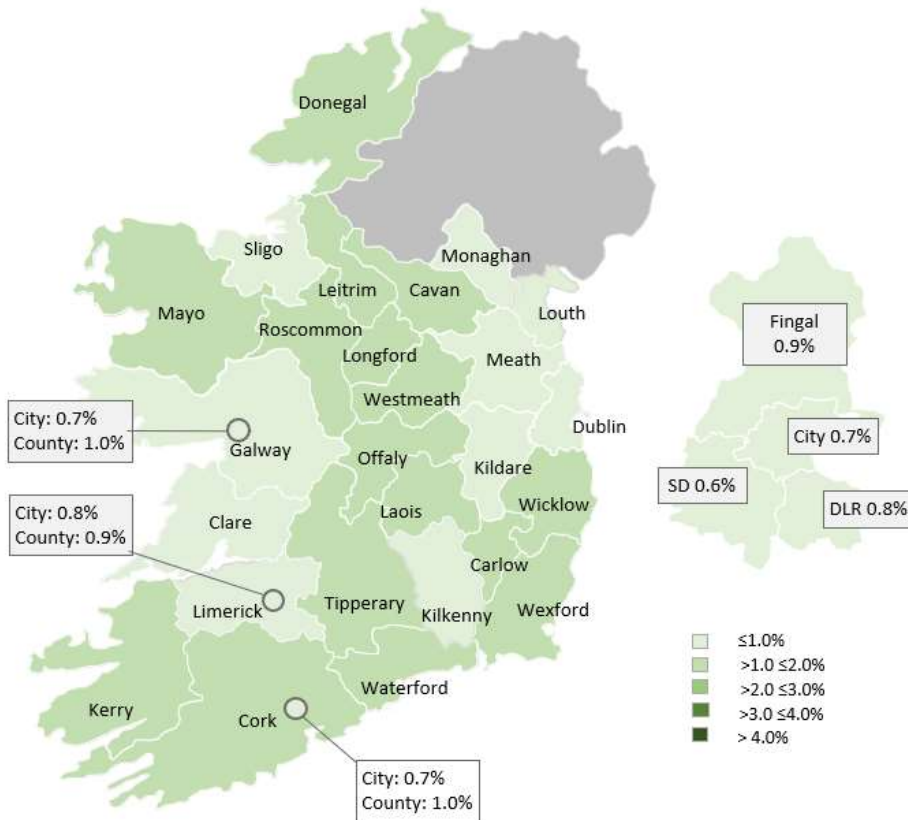 Donegal
Sligo
Monaghan
Leitrim
Cavan
Mayo
Louth
Roscommon
Longford
Meath
Westmeath
Dublin
City: 0.7%
County: 1.0%
Galway
Offaly
Kildare
City: 0.8%
County: 0.9%
Clare
Laois
Wicklow
Carlow
Limerick
Tipperary
Kilkenny
Wexford
Waterford
Kerry
Cork
City: 0.7%
County: 1.0%
Fingal
0.9%
City 0.7%
SD 0.6%
DLR 0.8%
≤1.0%
>1.0 ≤2.0%
>2.0 ≤3.0%
>3.0 ≤4.0%
> 4.0%